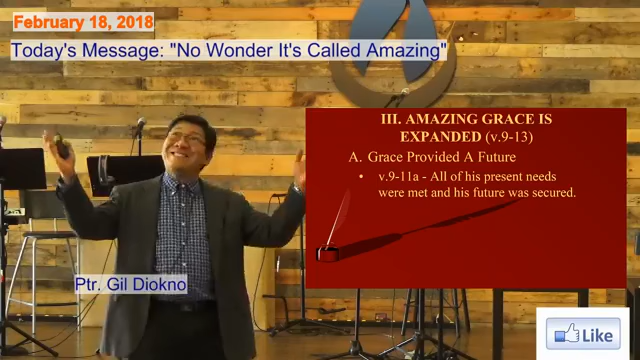 February 18, 2018
Today's Message: "No Wonder It's Called Amazing"
III. AMAZING GRACE IS
EXPANDED (v.9-13)
A. Grace Provided A Future
• v.9-11a - All of his present needs
were met and his future was secured.
Ptr. Gil Diokno
Like